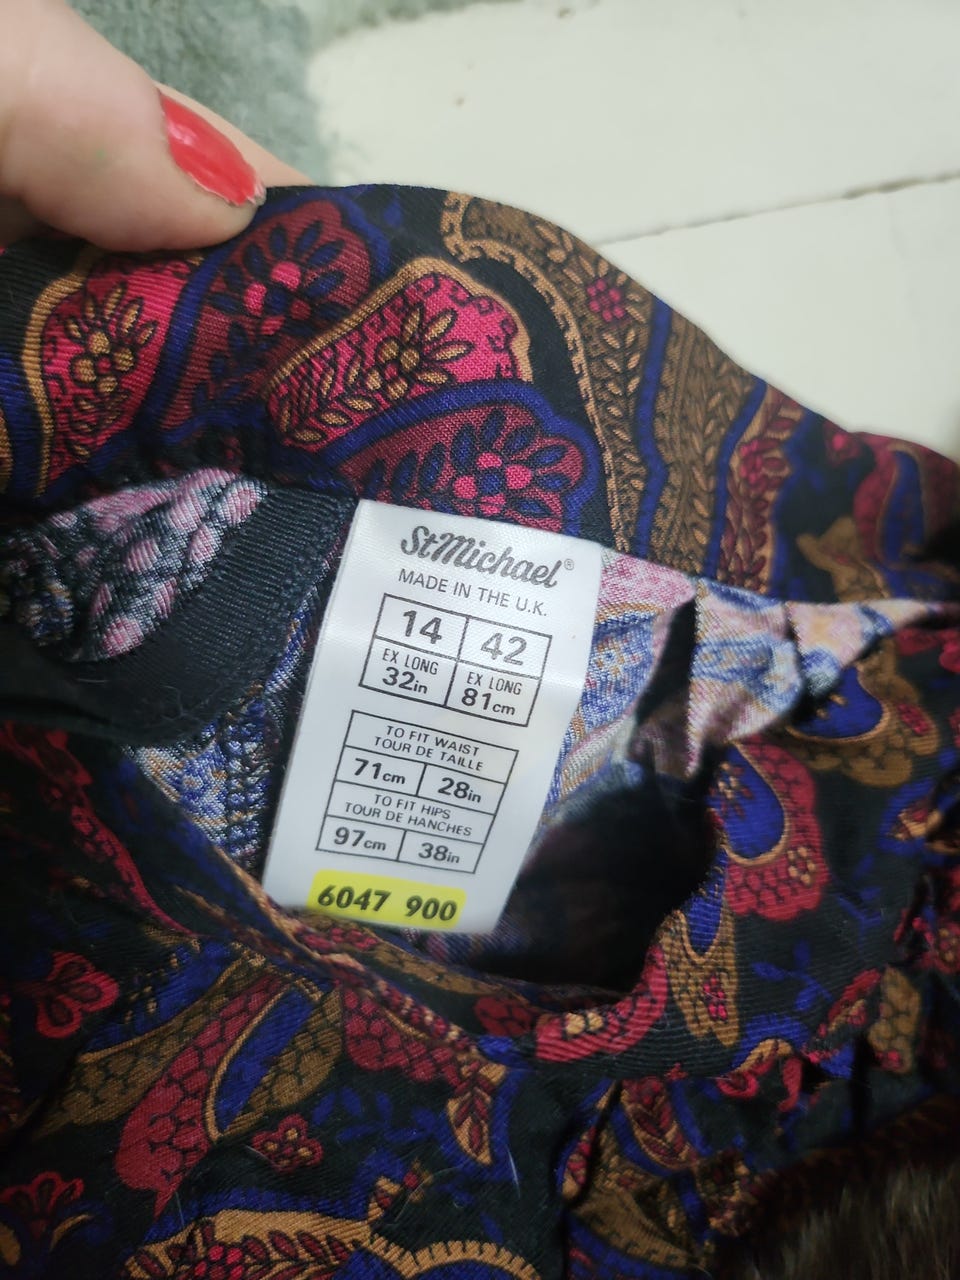 StMichael®
MADE IN THE U.K.
14 42
EX LONG EX LONG
32in 81cm
TO FIT WAIST
TOUR DE TAILLE
71cm 28in
TO FIT HIPS
TOUR DE HANCHES
97cm 38in
6047 900